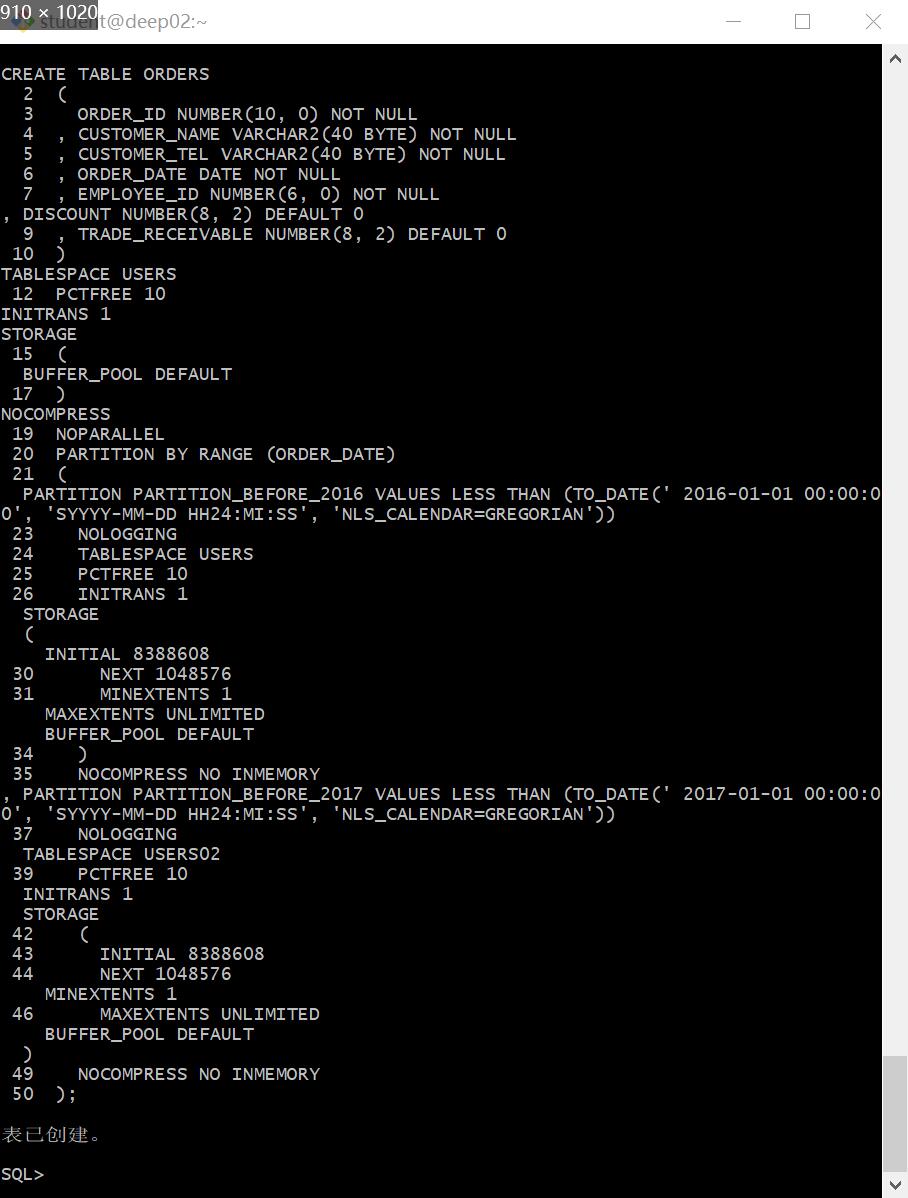 910 × 1020
student@deep02:~
CREATE TABLE ORDERS
  2  (
  3    ORDER_ID NUMBER(10, 0) NOT NULL
  4  , CUSTOMER_NAME VARCHAR2(40 BYTE) NOT NULL
  5  , CUSTOMER_TEL VARCHAR2(40 BYTE) NOT NULL
  6  , ORDER_DATE DATE NOT NULL
  7  , EMPLOYEE_ID NUMBER(6, 0) NOT NULL
, DISCOUNT NUMBER(8, 2) DEFAULT 0
  9  , TRADE_RECEIVABLE NUMBER(8, 2) DEFAULT 0
 10  )
TABLESPACE USERS
 12  PCTFREE 10
INITRANS 1
STORAGE
 15  (
  BUFFER_POOL DEFAULT
 17  )
NOCOMPRESS
 19  NOPARALLEL
 20  PARTITION BY RANGE (ORDER_DATE)
 21  (
  PARTITION PARTITION_BEFORE_2016 VALUES LESS THAN (TO_DATE(' 2016-01-01 00:00:0
0', 'SYYYY-MM-DD HH24:MI:SS', 'NLS_CALENDAR=GREGORIAN'))
 23    NOLOGGING
 24    TABLESPACE USERS
 25    PCTFREE 10
 26    INITRANS 1
  STORAGE
  (
    INITIAL 8388608
 30      NEXT 1048576
 31      MINEXTENTS 1
    MAXEXTENTS UNLIMITED
    BUFFER_POOL DEFAULT
 34    )
 35    NOCOMPRESS NO INMEMORY
, PARTITION PARTITION_BEFORE_2017 VALUES LESS THAN (TO_DATE(' 2017-01-01 00:00:0
0', 'SYYYY-MM-DD HH24:MI:SS', 'NLS_CALENDAR=GREGORIAN'))
 37    NOLOGGING
  TABLESPACE USERS02
 39    PCTFREE 10
  INITRANS 1
  STORAGE
 42    (
 43      INITIAL 8388608
 44      NEXT 1048576
    MINEXTENTS 1
 46      MAXEXTENTS UNLIMITED
    BUFFER_POOL DEFAULT
  )
 49    NOCOMPRESS NO INMEMORY
 50  );
表已创建。
SQL>